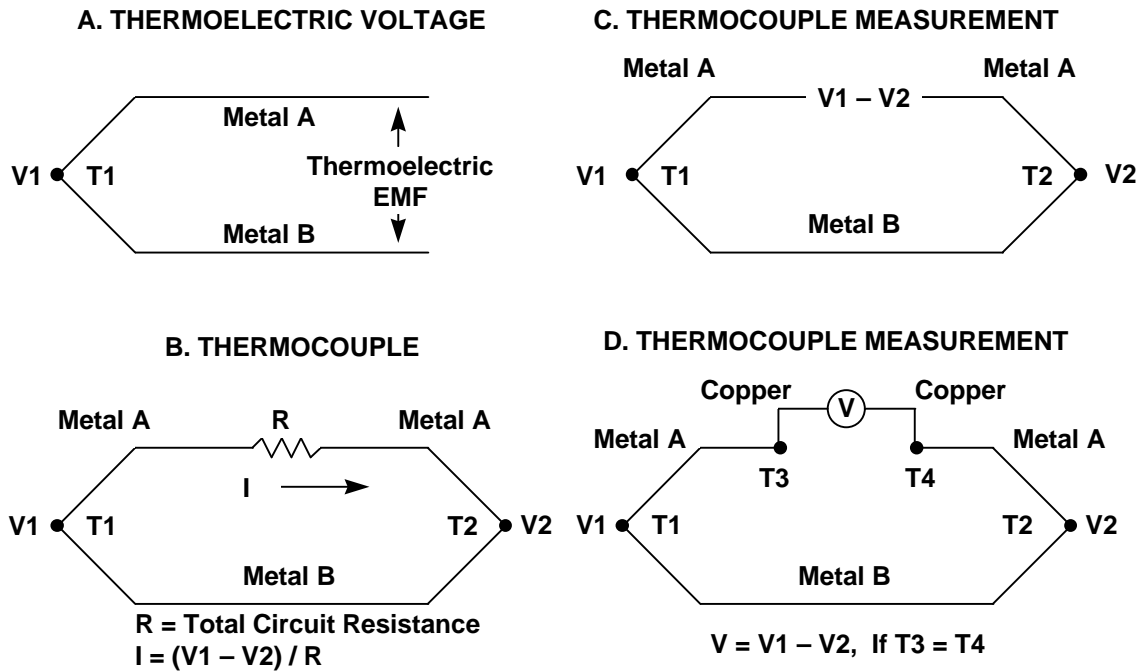 A. THERMOELECTRIC VOLTAGE
Metal A
V1
T1
Thermoelectric
EMF
Metal B
C. THERMOCOUPLE MEASUREMENT
Metal A
Metal A
V1 – V2
V1
T1
T2
V2
Metal B
B. THERMOCOUPLE
Metal A
R
Metal A
I
V1
T1
T2
V2
Metal B
R = Total Circuit Resistance
I = (V1 – V2) / R
D. THERMOCOUPLE MEASUREMENT
Copper
V
Copper
Metal A
Metal A
T3
T4
V1
T1
T2
V2
Metal B
V = V1 – V2, If T3 = T4